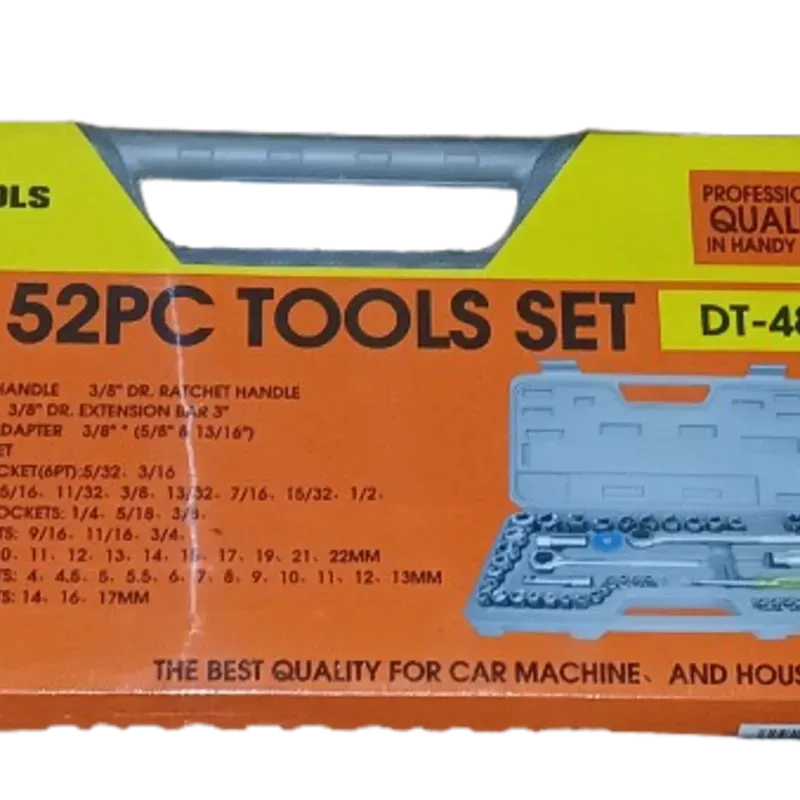 OLS
PROFESSIO
QUAL
IN HANDY
52PC TOOLS SET
DT-48
HANDLE 3/8" DR. RATCHET HANDLE
3/8" DR. EXTENSION BAR 3"
DAPTER 3/8" * (5/8" & 13/16")
ET
CKET(6PT):5/32、3/16
5/16、11/32、3/8、13/32、7/16、15/32、1/2、
OCKETS: 1/4、5/18、3/8、
TS: 9/16、11/16、3/4、
0、11、12、13、14、15、17、19、21、22MM
TS: 4、4.5、5、5.5、6、7、8、9、10、11、12、13MM
TS: 14、16、17MM
THE BEST QUALITY FOR CAR MACHINE、AND HOUS